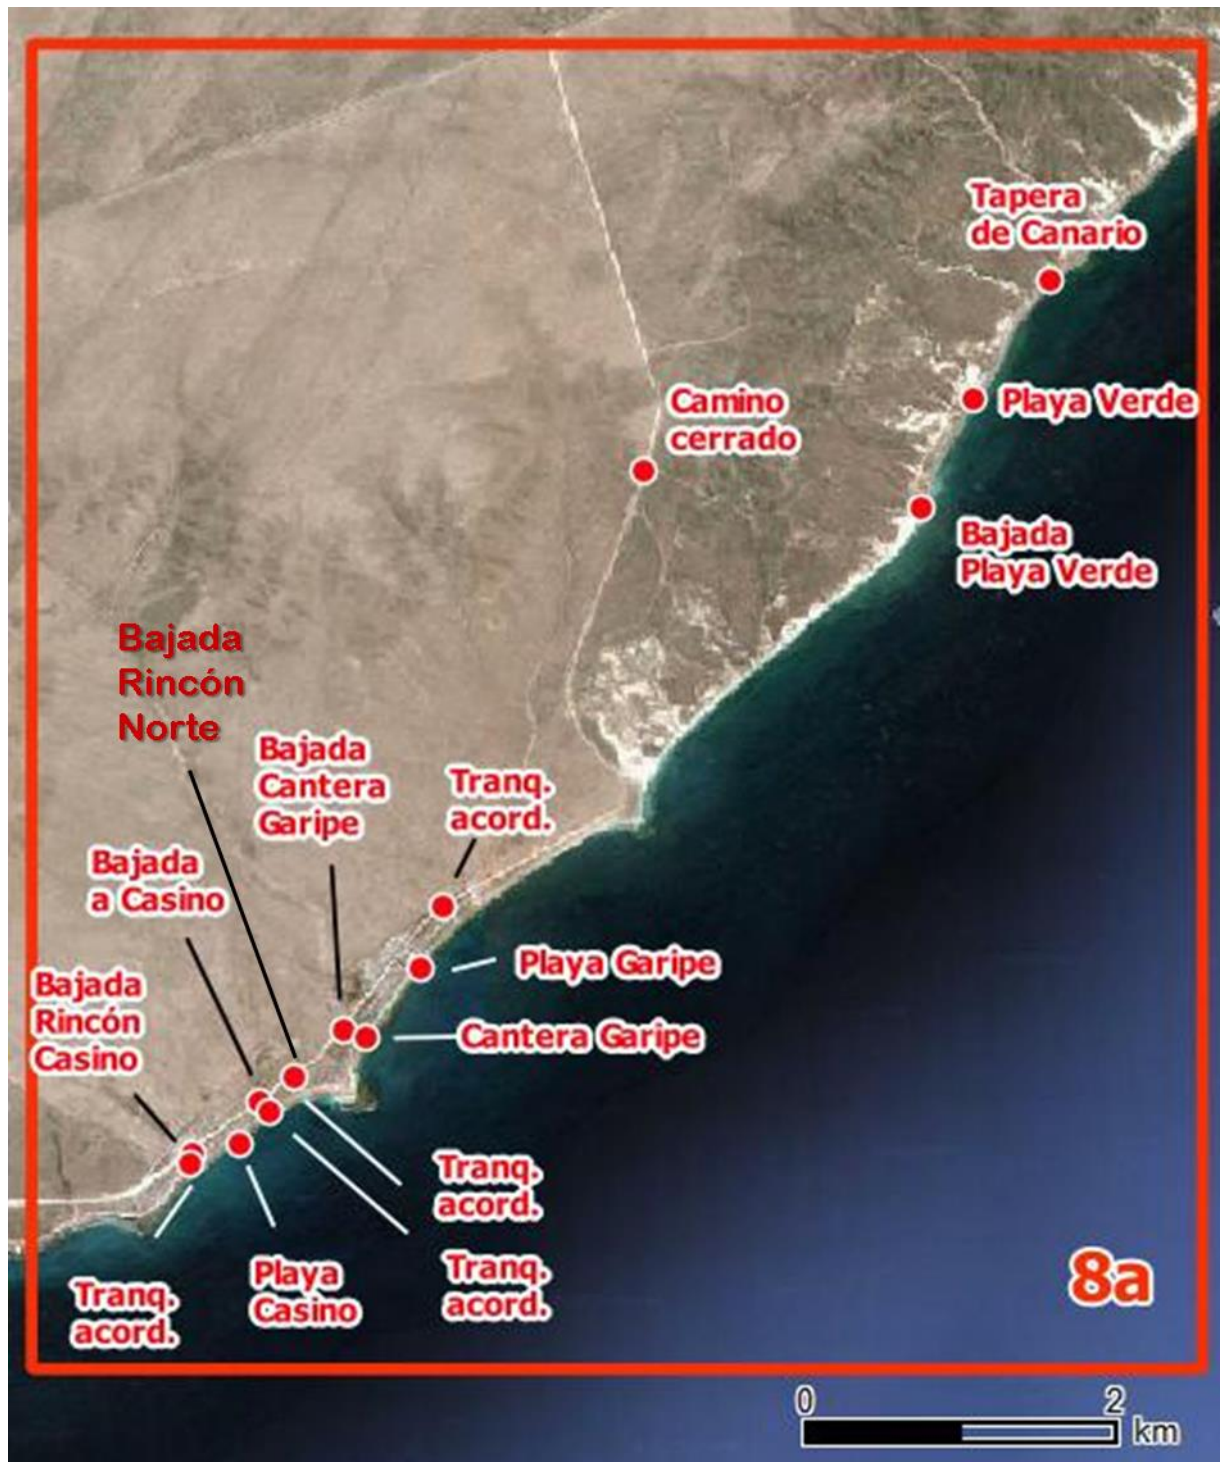 Tapera
de Canario
Camino
cerrado
Playa Verde
Bajada
Playa Verde
Bajada
Rincón
Norte
Bajada
Cantera
Garipe
Tranq.
acord.
Bajada
a Casino
Playa Garipe
Bajada
Rincón
Casino
Cantera Garipe
Tranq.
acord.
Tranq.
acord.
Playa
Casino
Tranq.
acord.
8a
0 2
km